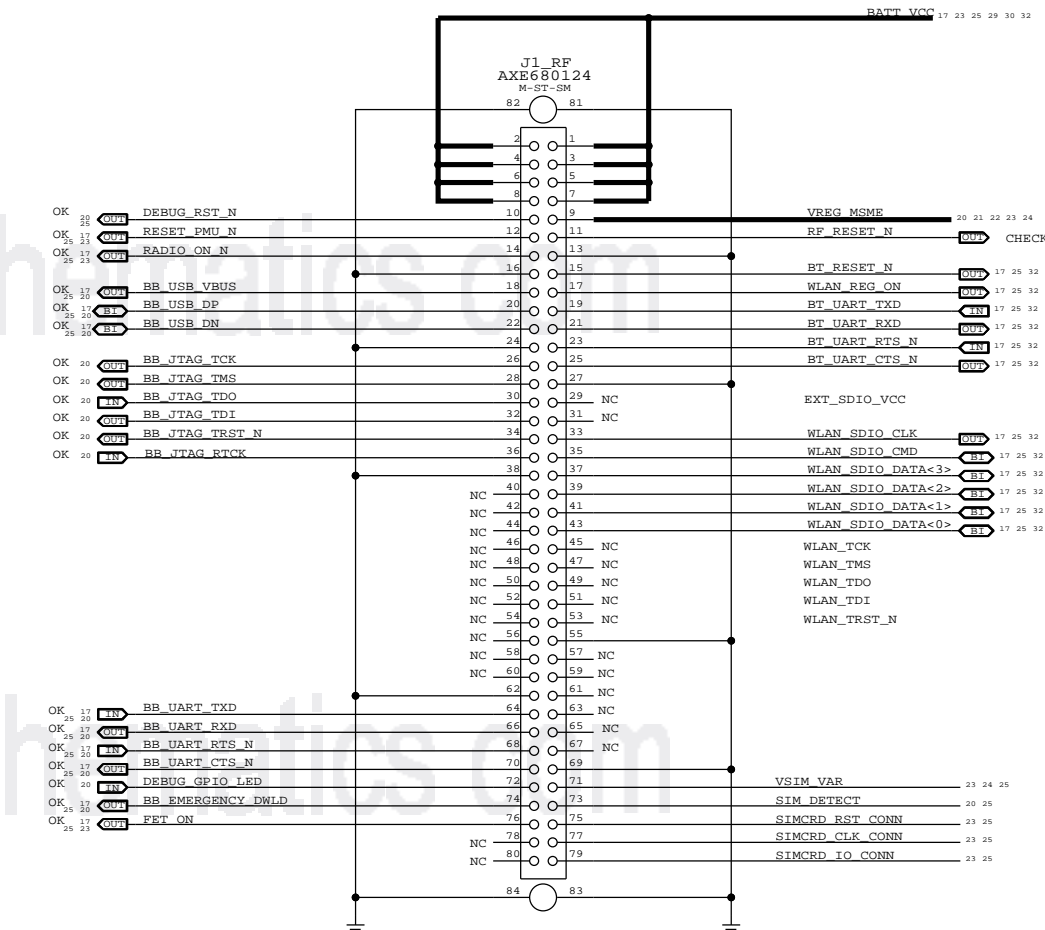 BATT_VCC 17 23 25 29 30 32
J1_RF
AXE680124
M-ST-SM
82 81
2 1
4 3
6 5
8 7
OK 20 25 OUT DEBUG_RST_N 10 9 VREG_MSME 20 21 22 23 24
OK 17 25 23 OUT RESET_PMU_N 12 11 RF_RESET_N OUT CHECK
OK 17 25 23 OUT RADIO_ON_N 14 13
16 15 BT_RESET_N OUT 17 25 32
OK 17 25 20 OUT BB_USB_VBUS 18 17 WLAN_REG_ON OUT 17 25 32
OK 17 25 20 BI BB_USB_DP 20 19 BT_UART_TXD IN 17 25 32
OK 17 25 20 BI BB_USB_DN 22 21 BT_UART_RXD OUT 17 25 32
24 23 BT_UART_RTS_N IN 17 25 32
OK 20 OUT BB_JTAG_TCK 26 25 BT_UART_CTS_N OUT 17 25 32
OK 20 OUT BB_JTAG_TMS 28 27
OK 20 IN BB_JTAG_TDO 30 29 NC EXT_SDIO_VCC
OK 20 OUT BB_JTAG_TDI 32 31 NC
OK 20 OUT BB_JTAG_TRST_N 34 33 WLAN_SDIO_CLK OUT 17 25 32
OK 20 IN BB_JTAG_RTCK 36 35 WLAN_SDIO_CMD BI 17 25 32
38 37 WLAN_SDIO_DATA<3> BI 17 25 32
NC 40 39 WLAN_SDIO_DATA<2> BI 17 25 32
NC 42 41 WLAN_SDIO_DATA<1> BI 17 25 32
NC 44 43 WLAN_SDIO_DATA<0> BI 17 25 32
NC 46 45 NC WLAN_TCK
NC 48 47 NC WLAN_TMS
NC 50 49 NC WLAN_TDO
NC 52 51 NC WLAN_TDI
NC 54 53 NC WLAN_TRST_N
NC 56 55
NC 58 57 NC
NC 60 59 NC
62 61 NC
OK 17 25 20 IN BB_UART_TXD 64 63 NC
OK 17 25 20 OUT BB_UART_RXD 66 65 NC
OK 17 25 20 IN BB_UART_RTS_N 68 67 NC
OK 17 25 20 OUT BB_UART_CTS_N 70 69
OK 20 IN DEBUG_GPIO_LED 72 71 VSIM_VAR 23 24 25
OK 17 25 20 OUT BB_EMERGENCY_DWLD 74 73 SIM_DETECT 20 25
OK 17 25 23 OUT FET_ON 76 75 SIMCRD_RST_CONN 23 25
NC 78 77 SIMCRD_CLK_CONN 23 25
NC 80 79 SIMCRD_IO_CONN 23 25
84 83
hematics com
hematics com